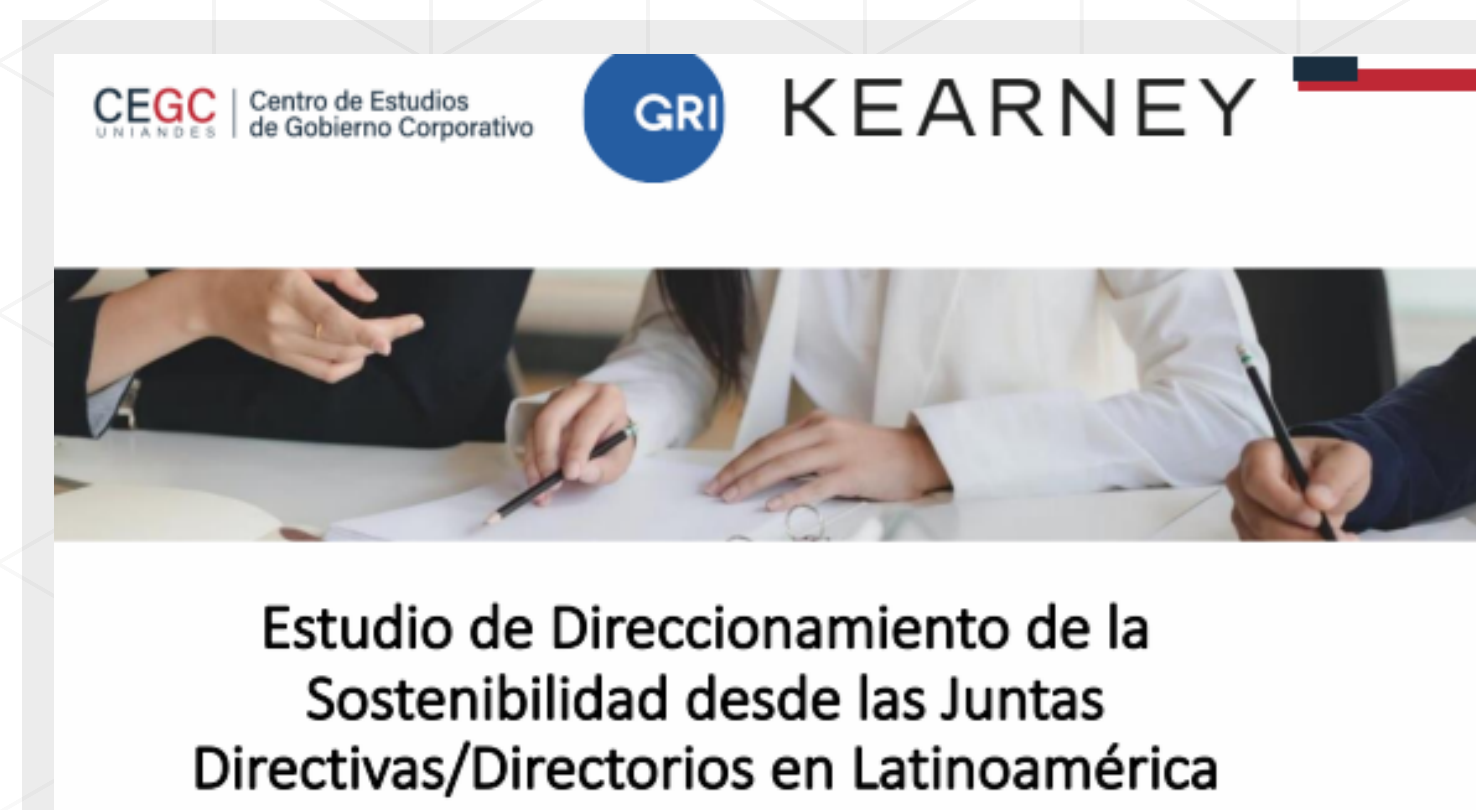 CEGC
UNIANDES
Centro de Estudios
de Gobierno Corporativo
GRI
KEARNEY
Estudio de Direccionamiento de la
Sostenibilidad desde las Juntas
Directivas/Directorios en Latinoamérica